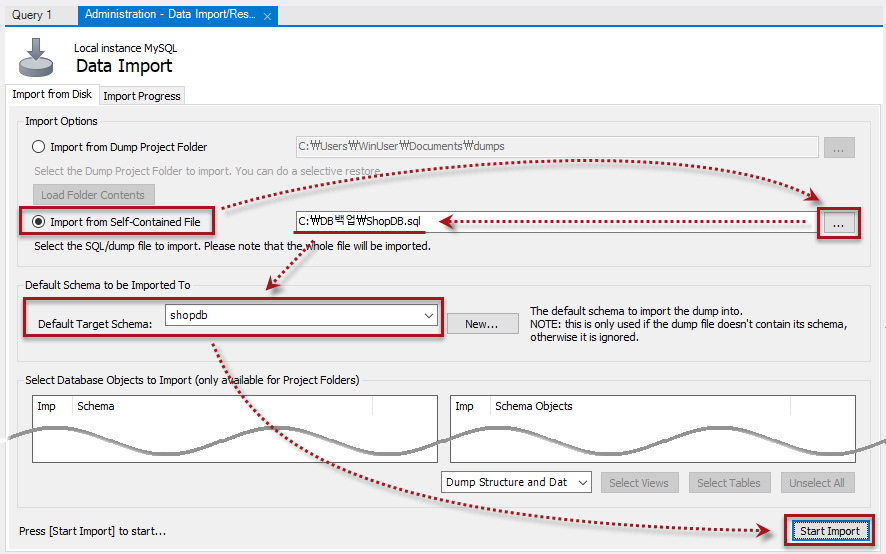 Query 1
Administration - Data Import/Res...
Local instance MySQL
Data Import
Import from Disk
Import Progress
Import Options
Import from Dump Project Folder
C:₩Users₩WinUser₩Documents₩dumps
...
Select the Dump Project Folder to import. You can do a selective restore.
Load Folder Contents
Import from Self-Contained File
C:₩DB백업₩ShopDB.sql
...
Select the SQL/dump file to import. Please note that the whole file will be imported.
Default Schema to be Imported To
Default Target Schema:
shopdb
New...
The default schema to import the dump into.
NOTE: this is only used if the dump file doesn't contain its schema,
otherwise it is ignored.
Select Database Objects to Import (only available for Project Folders)
Imp Schema
Imp Schema Objects
Dump Structure and Dat
Select Views
Select Tables
Unselect All
Press [Start Import] to start...
Start Import